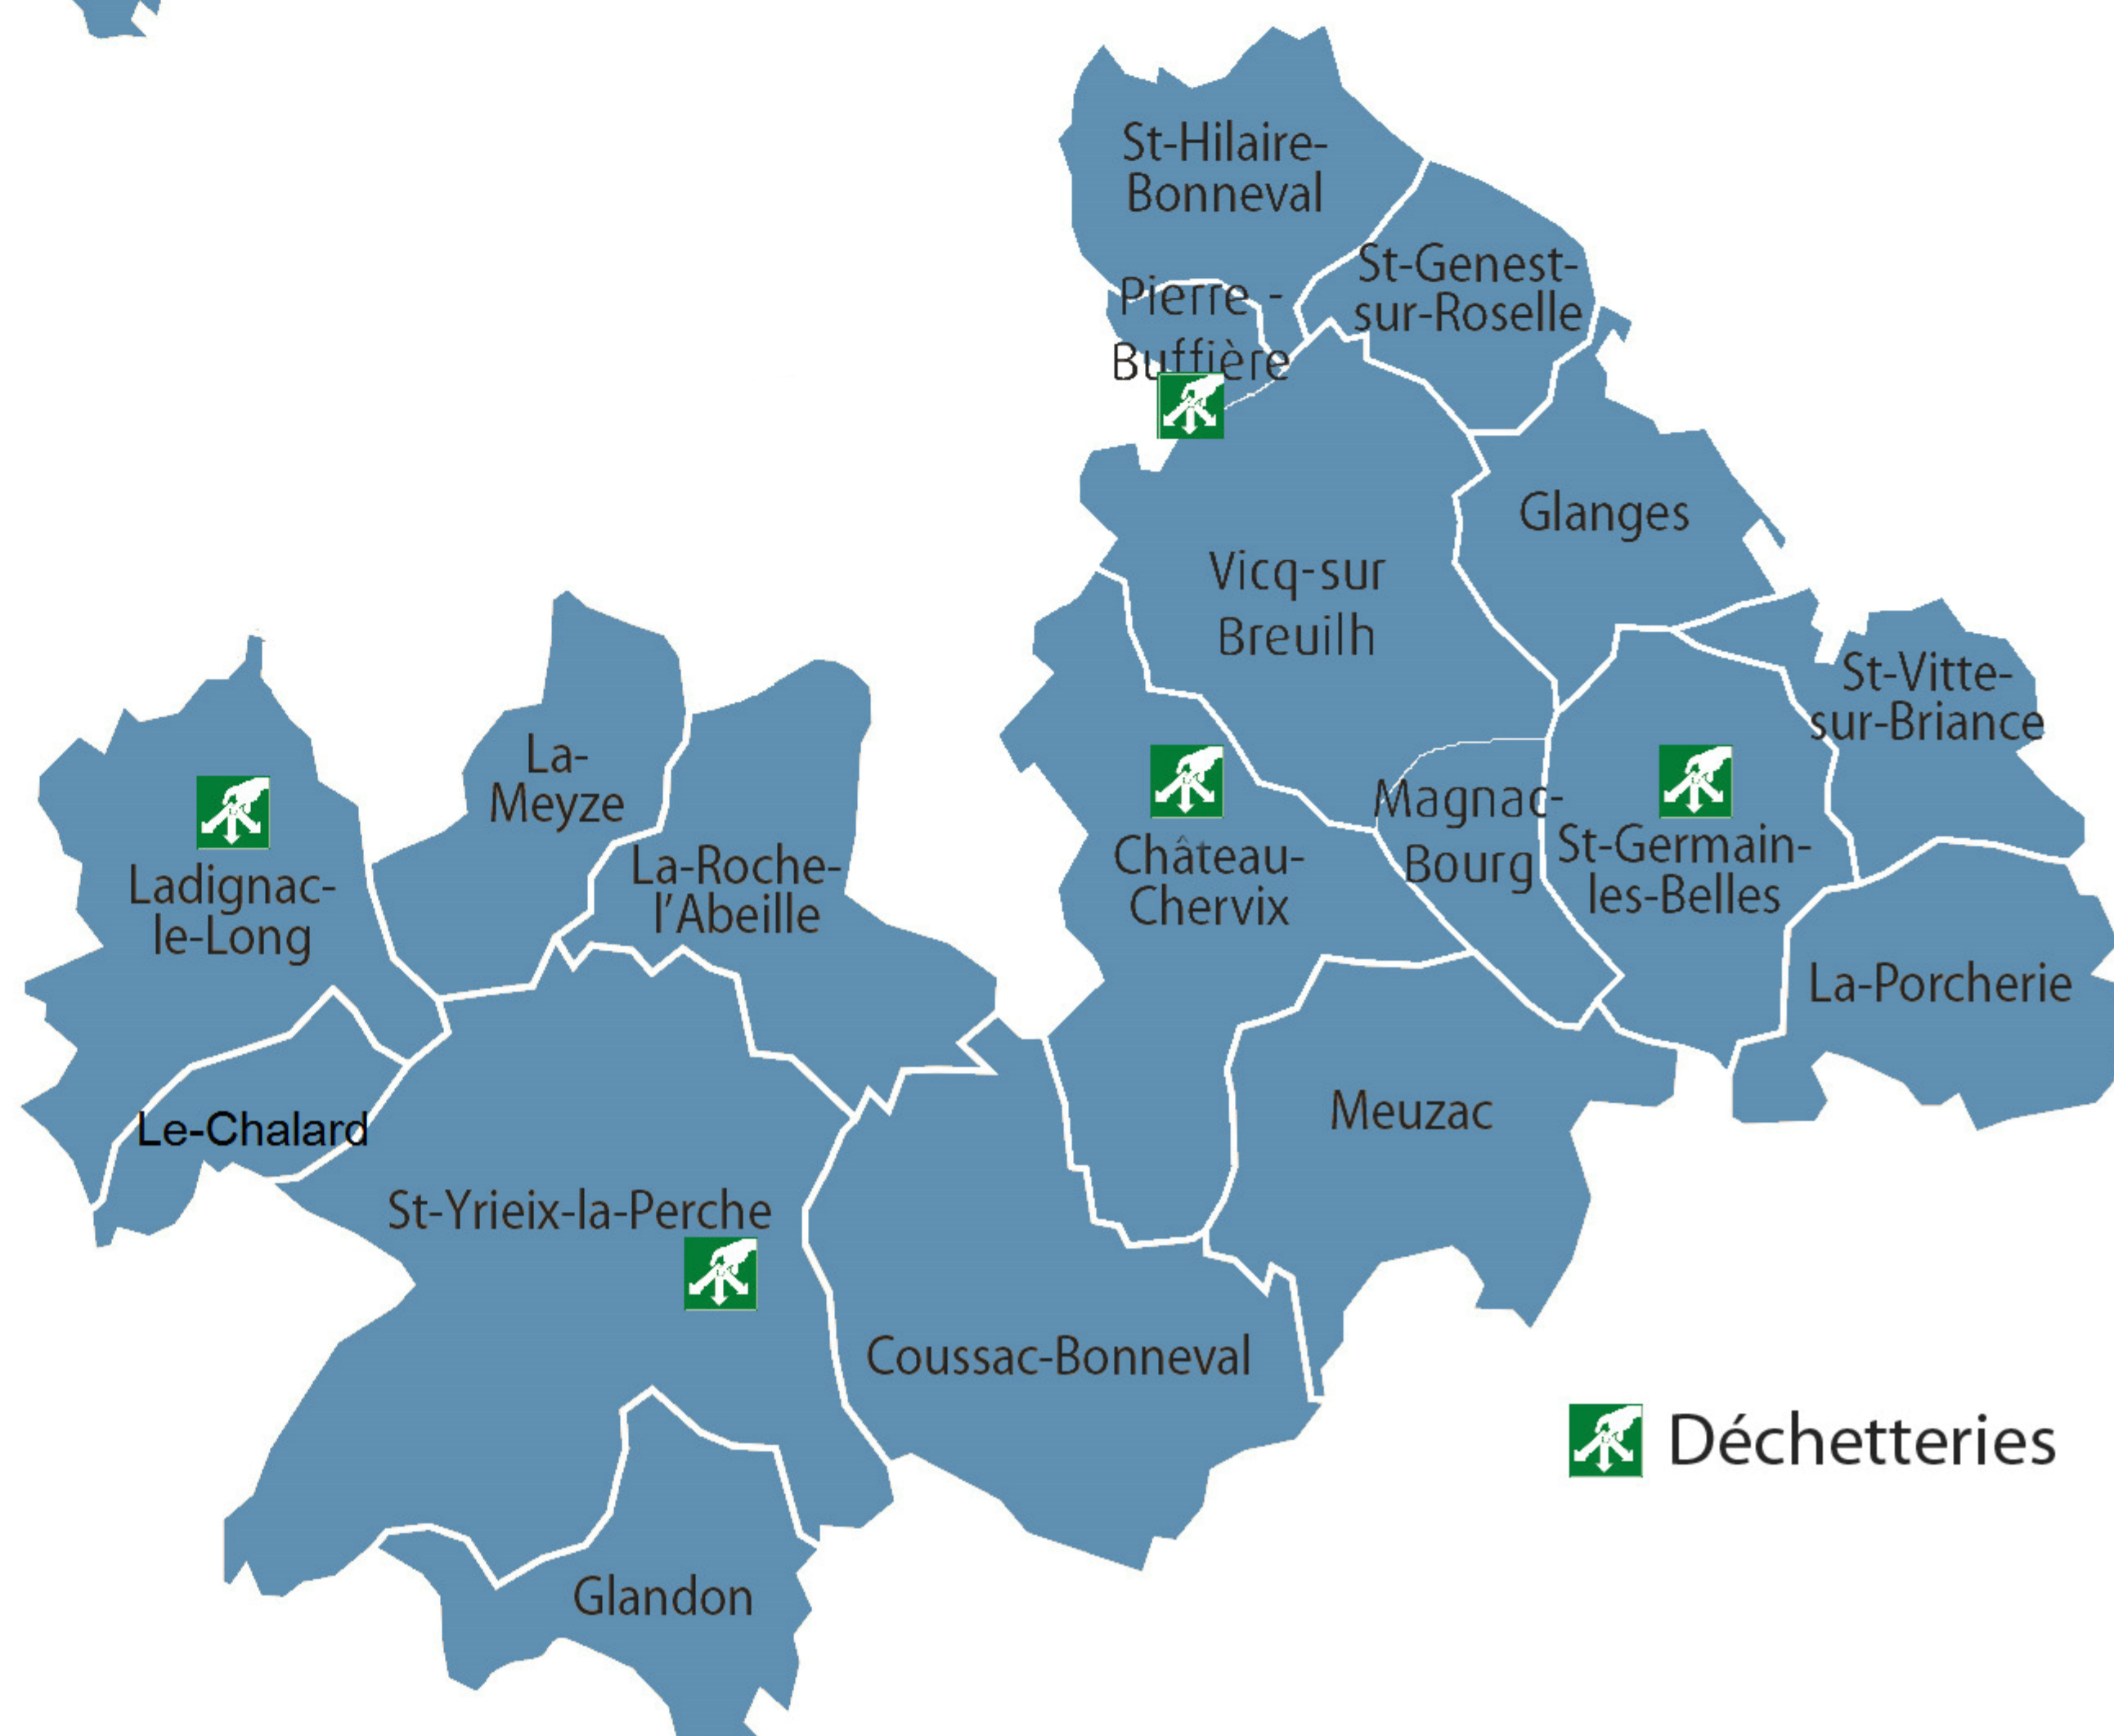 St-Hilaire-
Bonneval
St-Genest-
sur-Roselle
Pierre -
Buffière
Glanges
Vicq-sur
Breuilh
St-Vitte-
sur-Briance
La-
Meyze
Magnac-
Bourg
St-Germain-
les-Belles
Château-
Chervix
La-Roche-
l'Abeille
Ladignac-
le-Long
La-Porcherie
Meuzac
Le-Chalard
St-Yrieix-la-Perche
Coussac-Bonneval
Déchetteries
Glandon